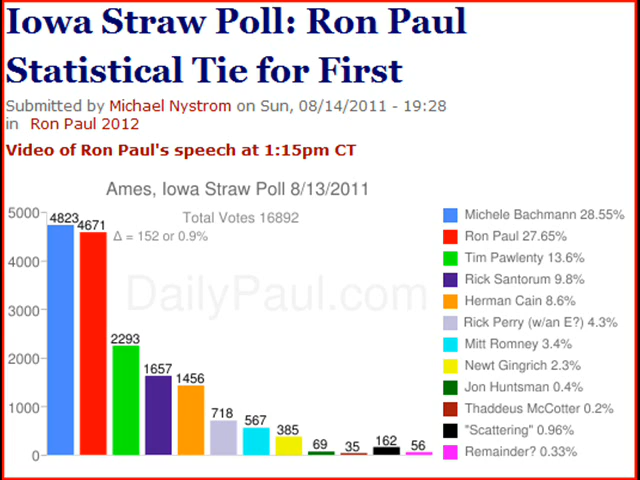 Iowa Straw Poll: Ron Paul
Statistical Tie for First
Submitted by Michael Nystrom on Sun, 08/14/2011 - 19:28
in Ron Paul 2012
Video of Ron Paul's speech at 1:15pm CT
Ames, Iowa Straw Poll 8/13/2011
Total Votes 16892
Δ = 152 or 0.9%
DailyPaul.com
5000
4000
3000
2000
1000
0
4823
4671
2293
1657
1456
718
567
385
69
35
162
56
Michele Bachmann 28.55%
Ron Paul 27.65%
Tim Pawlenty 13.6%
Rick Santorum 9.8%
Herman Cain 8.6%
Rick Perry (w/an E?) 4.3%
Mitt Romney 3.4%
Newt Gingrich 2.3%
Jon Huntsman 0.4%
Thaddeus McCotter 0.2%
"Scattering" 0.96%
Remainder? 0.33%